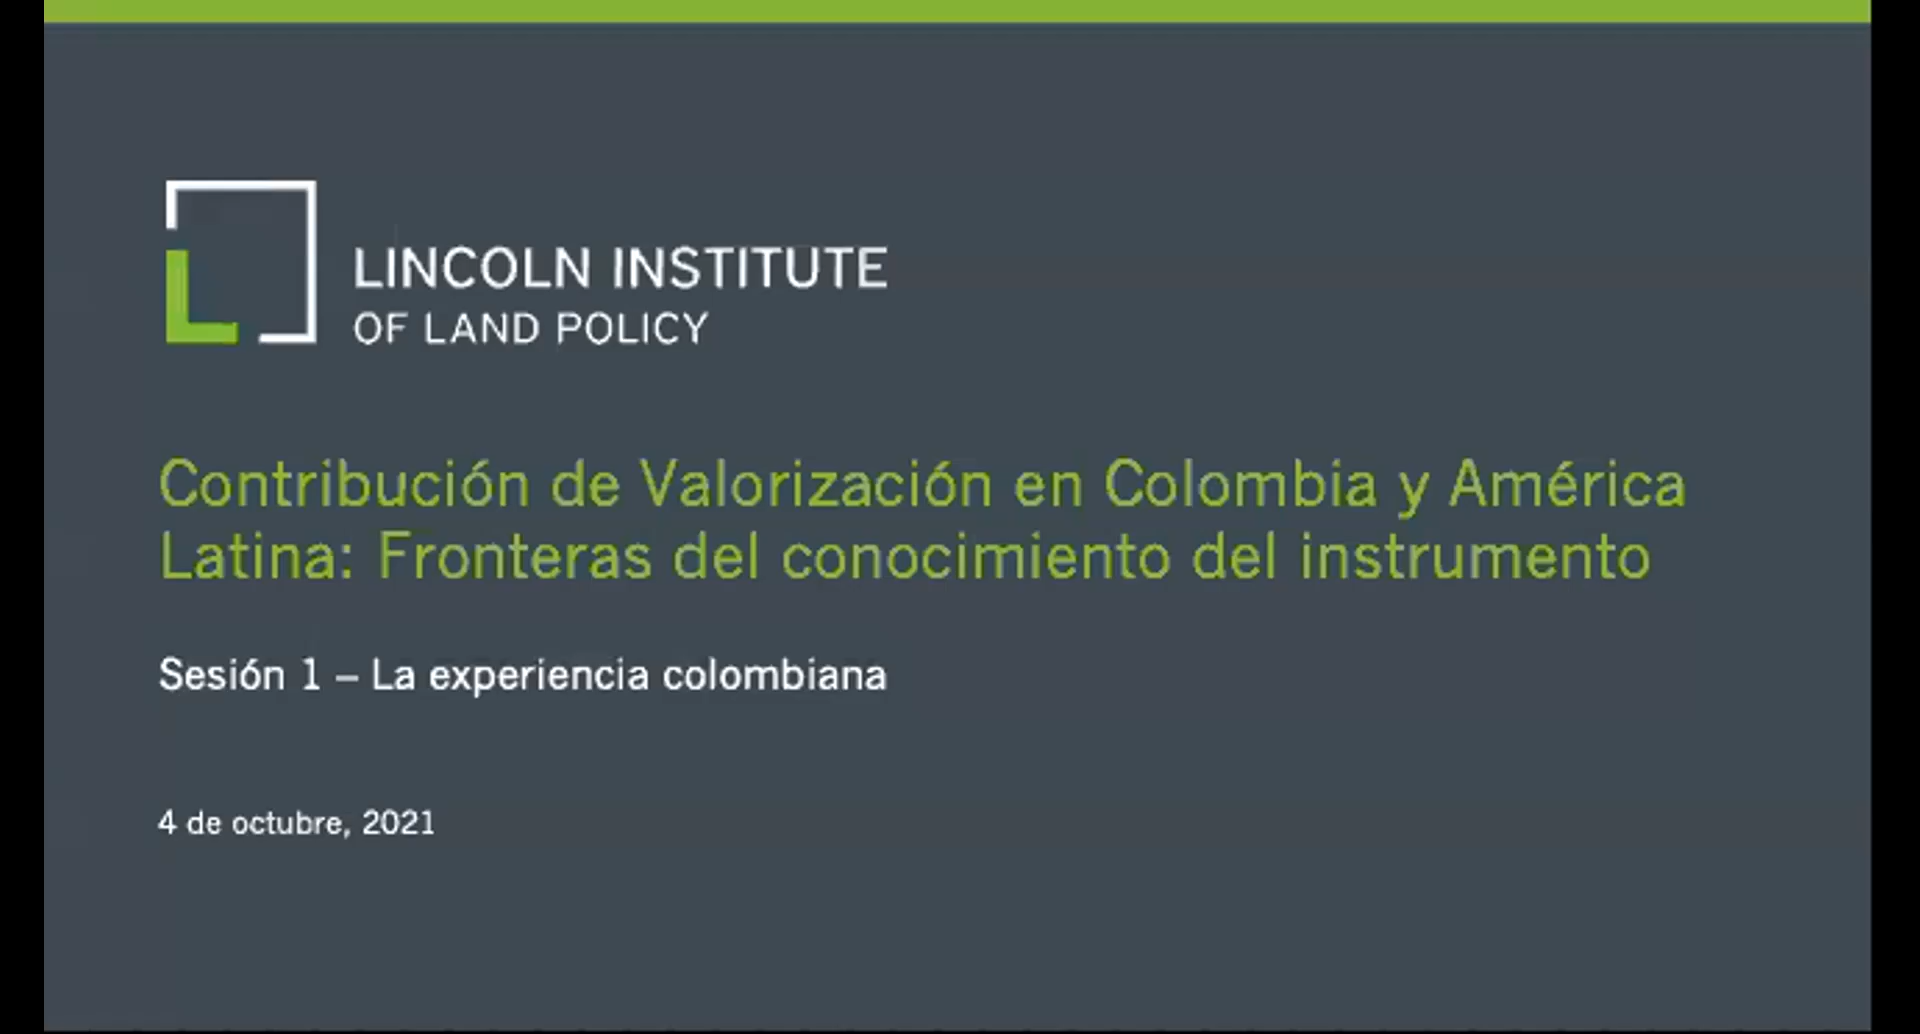 LINCOLN INSTITUTE
OF LAND POLICY
Contribución de Valorización en Colombia y América
Latina: Fronteras del conocimiento del instrumento
Sesión 1 – La experiencia colombiana
4 de octubre, 2021